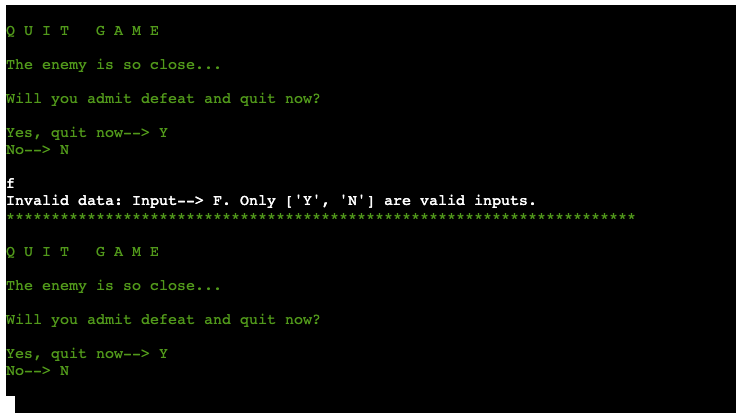 Q U I T   G A M E
The enemy is so close...
Will you admit defeat and quit now?
Yes, quit now--> Y
No--> N
f
Invalid data: Input--> F. Only ['Y', 'N'] are valid inputs.
**********************************************************************
Q U I T   G A M E
The enemy is so close...
Will you admit defeat and quit now?
Yes, quit now--> Y
No--> N